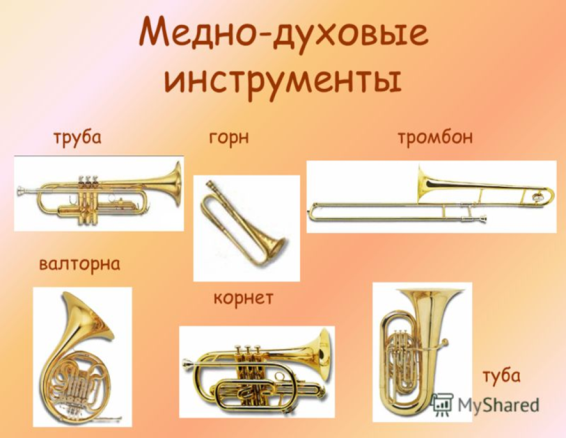 Медно-духовые
инструменты
труба горн тромбон
валторна
корнет
туба
MyShared